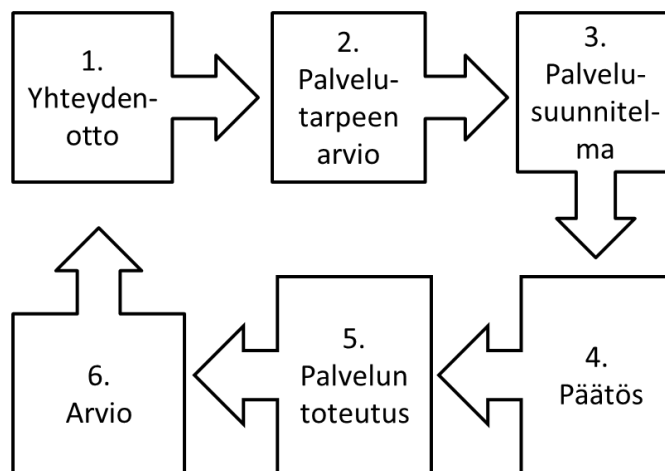 1.
Yhteyden-
otto
2.
Palvelu-
tarpeen
arvio
3.
Palvelu-
suunnitel-
ma
4.
Päätös
5.
Palvelun
toteutus
6.
Arvio